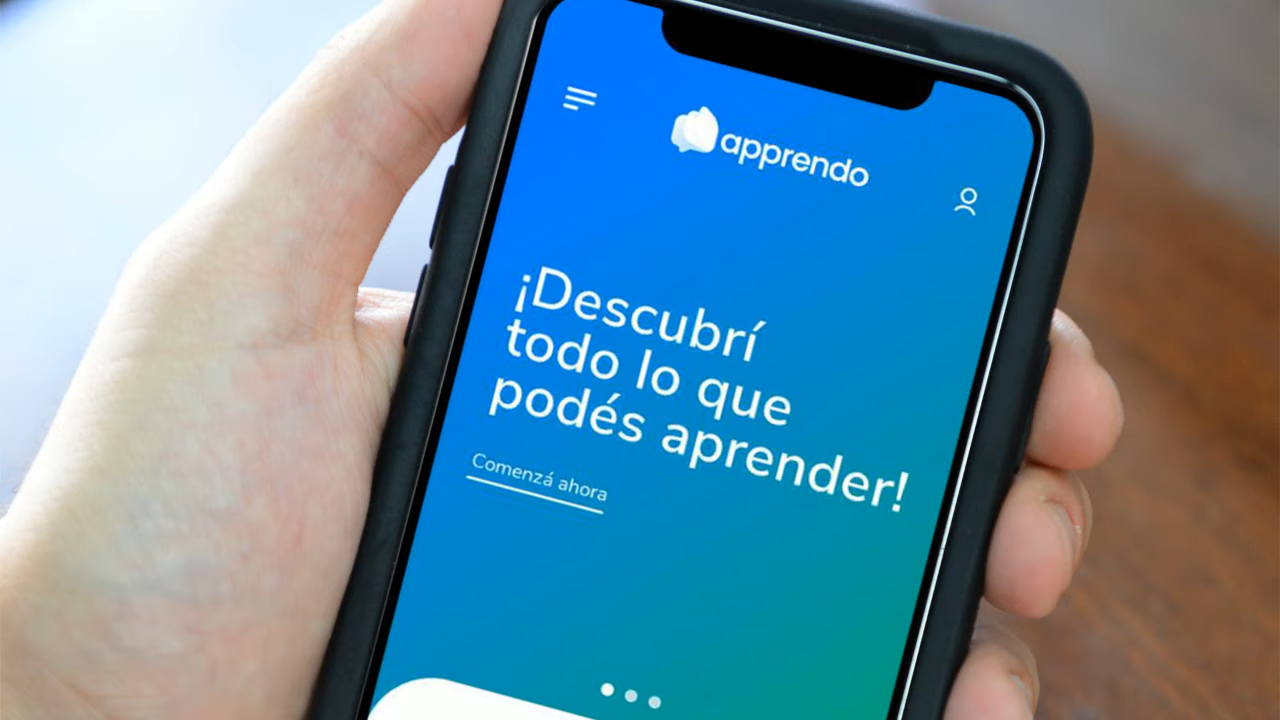 apprendo
¡Descubrí
todo lo que
podés aprender!
Comenzá ahora